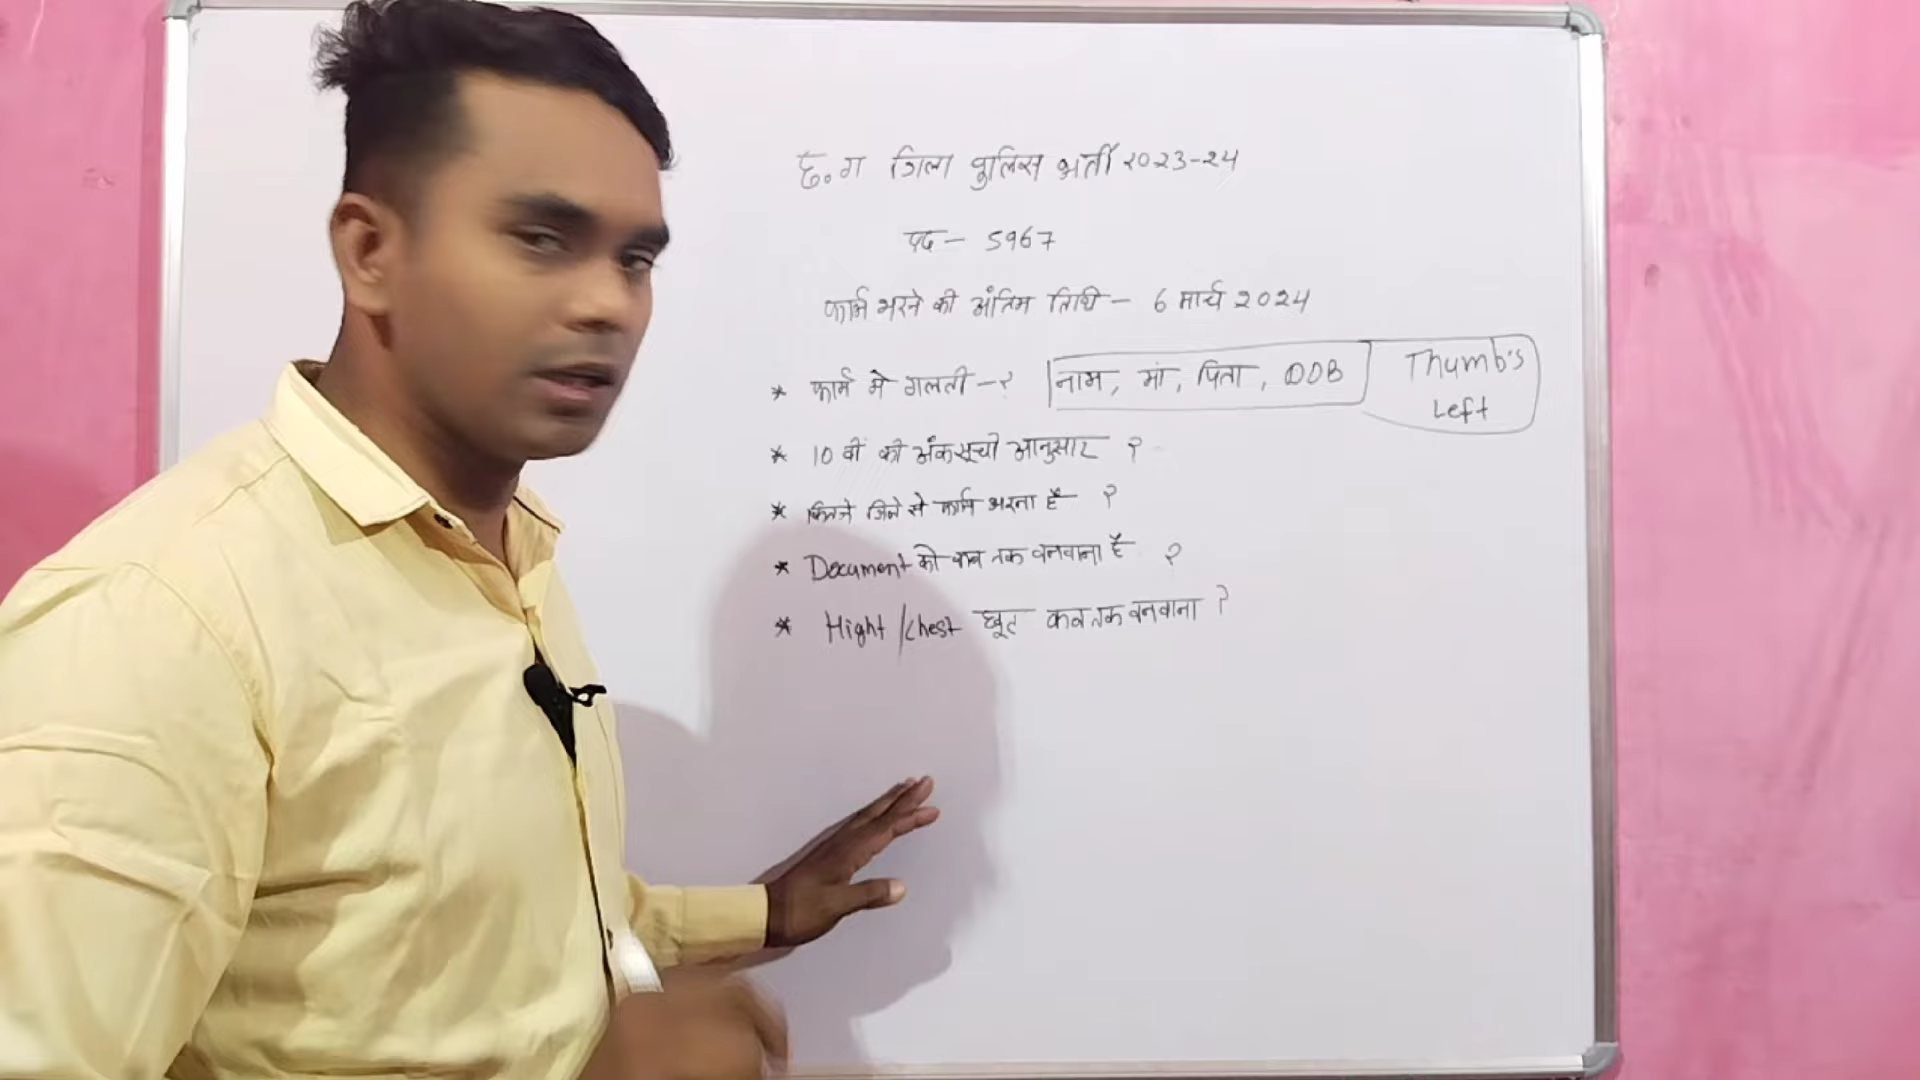 छ.ग जिला पुलिस भर्ती 2023-24
पद - 5967
फार्म भरने की अंतिम तिथि - 6 मार्च 2024
* फार्म मे गलती -? नाम, मां, पिता, DOB Thumb's Left
* 10 वीं की अंकसूची आनुसार ?
* कितने जिले से फार्म भरना है ?
* Document को कब तक बनवाना है ?
* Hight/chest छूट कब तक बनवाना ?